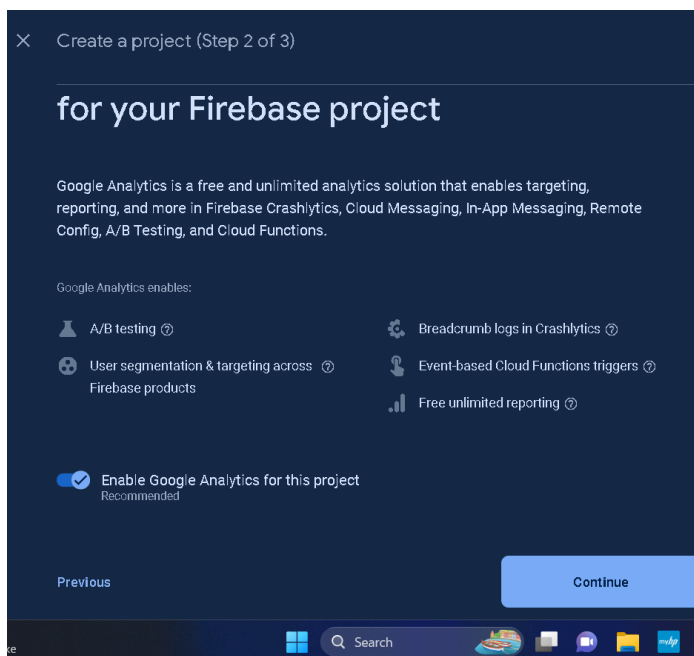 Create a project (Step 2 of 3)
for your Firebase project
Google Analytics is a free and unlimited analytics solution that enables targeting,
reporting, and more in Firebase Crashlytics, Cloud Messaging, In-App Messaging, Remote
Config, A/B Testing, and Cloud Functions.
Google Analytics enables:
A/B testing
User segmentation & targeting across
Firebase products
Breadcrumb logs in Crashlytics
Event-based Cloud Functions triggers
Free unlimited reporting
Enable Google Analytics for this project
Recommended
Previous
Continue
Search
myhp